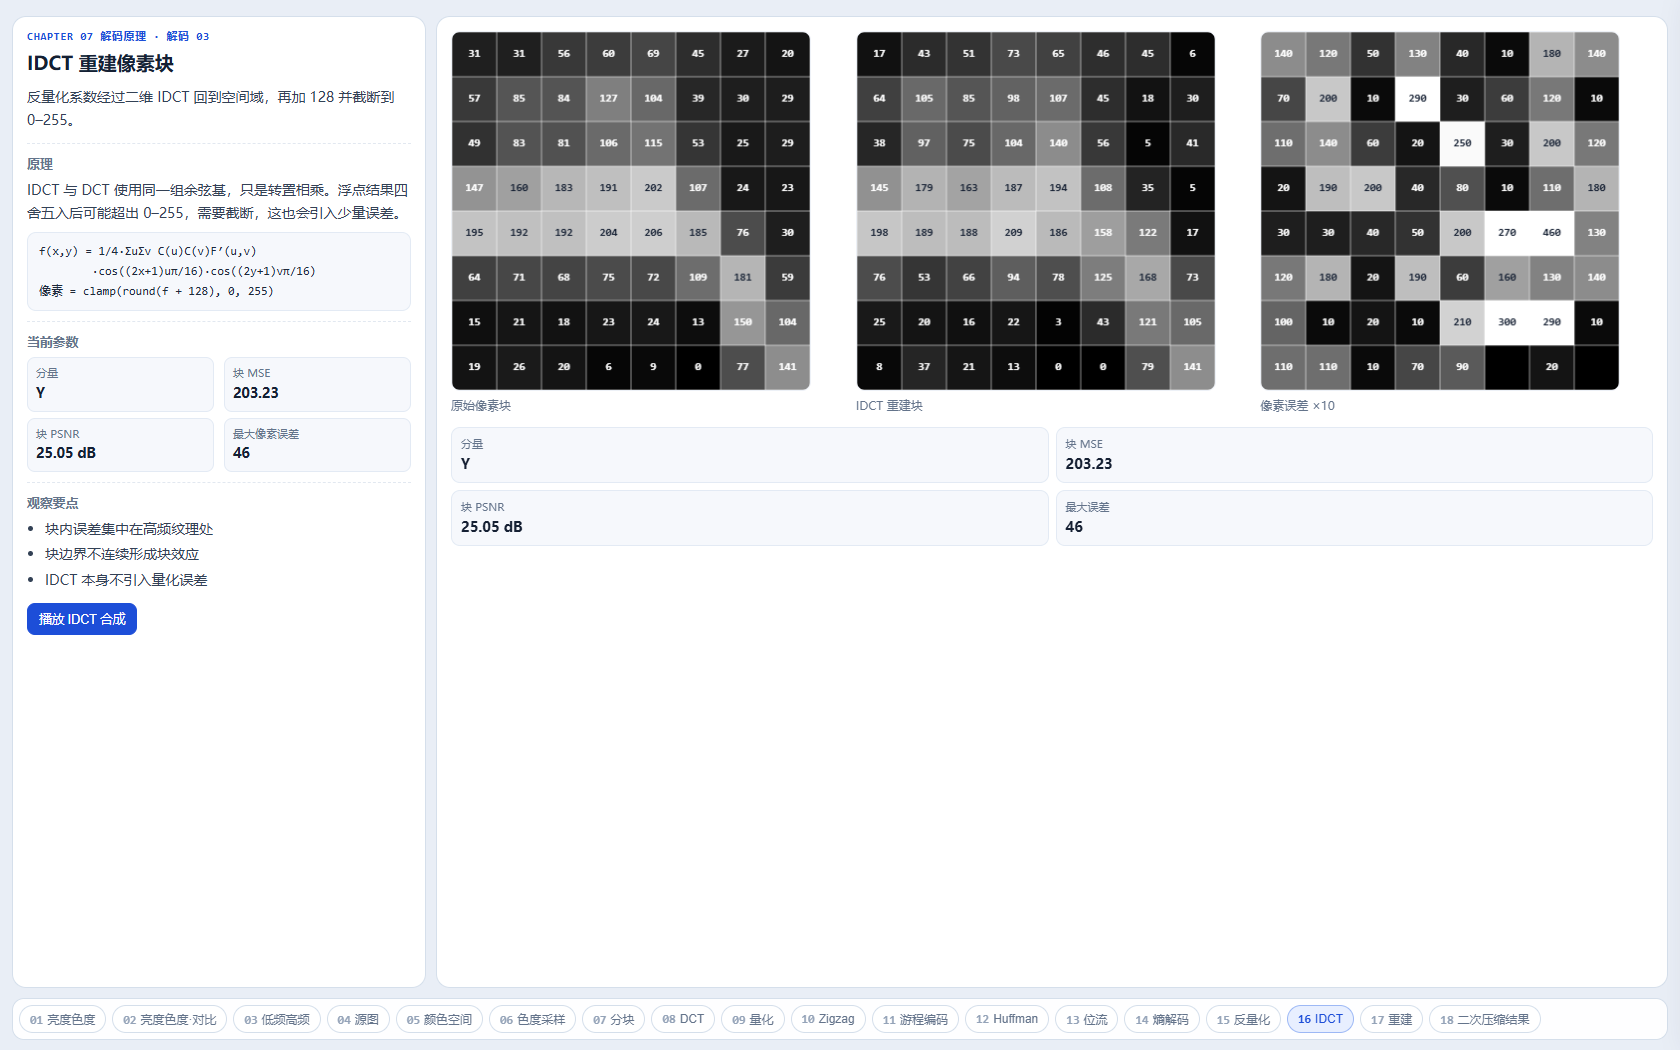 CHAPTER 07 解码原理 · 解码 03
IDCT 重建像素块
反量化系数经过二维 IDCT 回到空间域，再加 128 并截断到
0–255。
原理
IDCT 与 DCT 使用同一组余弦基，只是转置相乘。浮点结果四
舍五入后可能超出 0–255，需要截断，这也会引入少量误差。
f(x,y) = 1/4·ΣuΣv C(u)C(v)F′(u,v)
·cos((2x+1)uπ/16)·cos((2y+1)vπ/16)
像素 = clamp(round(f + 128), 0, 255)
当前参数
分量
Y
块 MSE
203.23
块 PSNR
25.05 dB
最大像素误差
46
观察要点
• 块内误差集中在高频纹理处
• 块边界不连续形成块效应
• IDCT 本身不引入量化误差
播放 IDCT 合成
31 31 56 60 69 45 27 20
57 85 84 127 104 39 30 29
49 83 81 106 115 53 25 29
147 160 183 191 202 107 24 23
195 192 192 204 206 185 76 30
64 71 68 75 72 109 181 59
15 21 18 23 24 13 150 104
19 26 20 6 9 0 77 141
原始像素块
17 43 51 73 65 46 45 6
64 105 85 98 107 45 18 30
38 97 75 104 140 56 5 41
145 179 163 187 194 108 35 5
198 189 188 209 186 158 122 17
76 53 66 94 78 125 168 73
25 20 16 22 3 43 121 105
8 37 21 13 0 0 79 141
IDCT 重建块
140 120 50 130 40 10 180 140
70 200 10 290 30 60 120 10
110 140 60 20 250 30 200 120
20 190 200 40 80 10 110 180
30 30 40 50 200 270 460 130
120 180 20 190 60 160 130 140
100 10 20 10 210 300 290 10
110 110 10 70 90 20
像素误差 ×10
分量
Y
块 MSE
203.23
块 PSNR
25.05 dB
最大误差
46
01 亮度色度
02 亮度色度·对比
03 低频高频
04 源图
05 颜色空间
06 色度采样
07 分块
08 DCT
09 量化
10 Zigzag
11 游程编码
12 Huffman
13 位流
14 熵解码
15 反量化
16 IDCT
17 重建
18 二次压缩结果